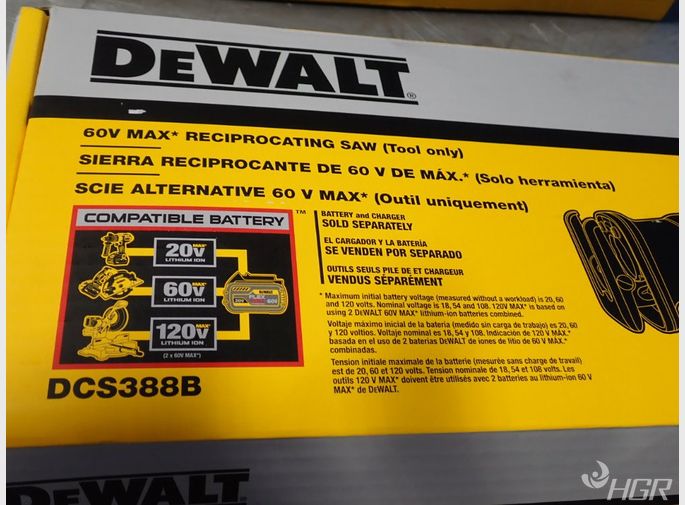 DEWALT®
60V MAX* RECIPROCATING SAW (Tool only)
SIERRA RECIPROCANTE DE 60 V DE MÁX.* (Solo herramienta)
SCIE ALTERNATIVE 60 V MAX* (Outil uniquement)
COMPATIBLE BATTERY™
20V MAX*
LITHIUM ION
60V MAX*
LITHIUM ION
120V MAX*
LITHIUM ION
(2 x 60V MAX*)
DEWALT
FLEX
60V
DCS388B
BATTERY and CHARGER
SOLD SEPARATELY
EL CARGADOR Y LA BATERÍA
SE VENDEN POR SEPARADO
OUTILS SEULS PILE DE ET CHARGEUR
VENDUS SÉPARÉMENT
* Maximum initial battery voltage (measured without a workload) is 20, 60
and 120 volts. Nominal voltage is 18, 54 and 108. 120V MAX* is based on
using 2 DEWALT 60V MAX* lithium-ion batteries combined.
Voltaje máximo inicial de la batería (medido sin carga de trabajo) es 20, 60
y 120 voltios. Voltaje nominal es 18, 54 and 108. Indicación de 120 V MAX.*
basada en el uso de 2 baterías DEWALT de iones de litio de 60 V MAX.*
combinadas.
Tension initiale maximale de la batterie (mesurée sans charge de travail)
est de 20, 60 et 120 volts. Tension nominale de 18, 54 et 108 volts. Les
outils 120 V MAX* doivent être utilisés avec 2 batteries au lithium-ion 60 V
MAX* de DEWALT.
DEWALT
HGR